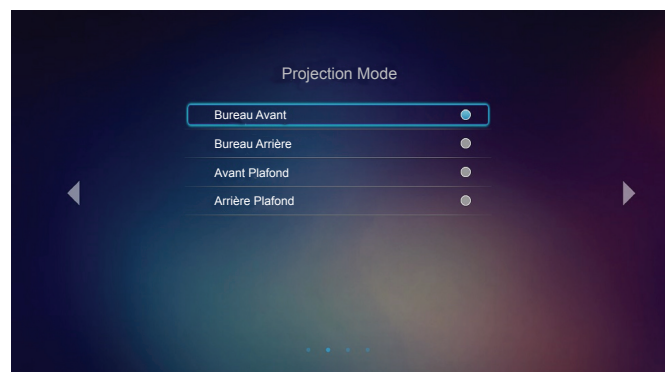 Projection Mode
Bureau Avant
Bureau Arrière
Avant Plafond
Arrière Plafond